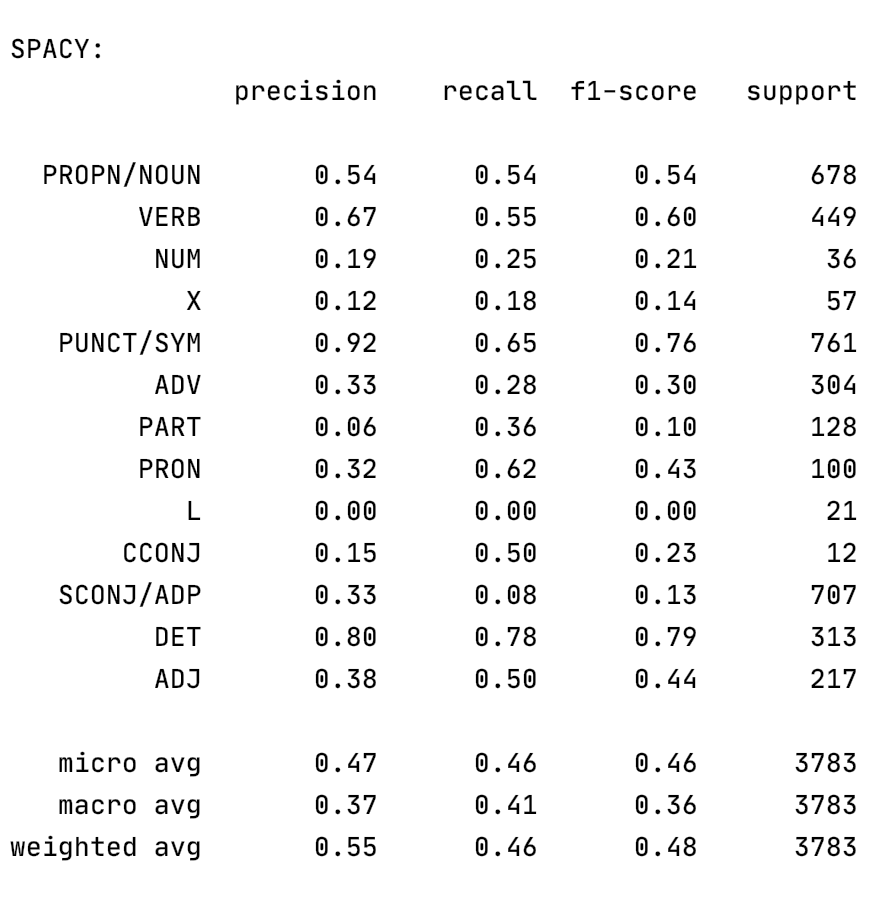 SPACY:
precision recall f1-score support
PROPN/NOUN 0.54 0.54 0.54 678
VERB 0.67 0.55 0.60 449
NUM 0.19 0.25 0.21 36
X 0.12 0.18 0.14 57
PUNCT/SYM 0.92 0.65 0.76 761
ADV 0.33 0.28 0.30 304
PART 0.06 0.36 0.10 128
PRON 0.32 0.62 0.43 100
L 0.00 0.00 0.00 21
CCONJ 0.15 0.50 0.23 12
SCONJ/ADP 0.33 0.08 0.13 707
DET 0.80 0.78 0.79 313
ADJ 0.38 0.50 0.44 217
micro avg 0.47 0.46 0.46 3783
macro avg 0.37 0.41 0.36 3783
weighted avg 0.55 0.46 0.48 3783